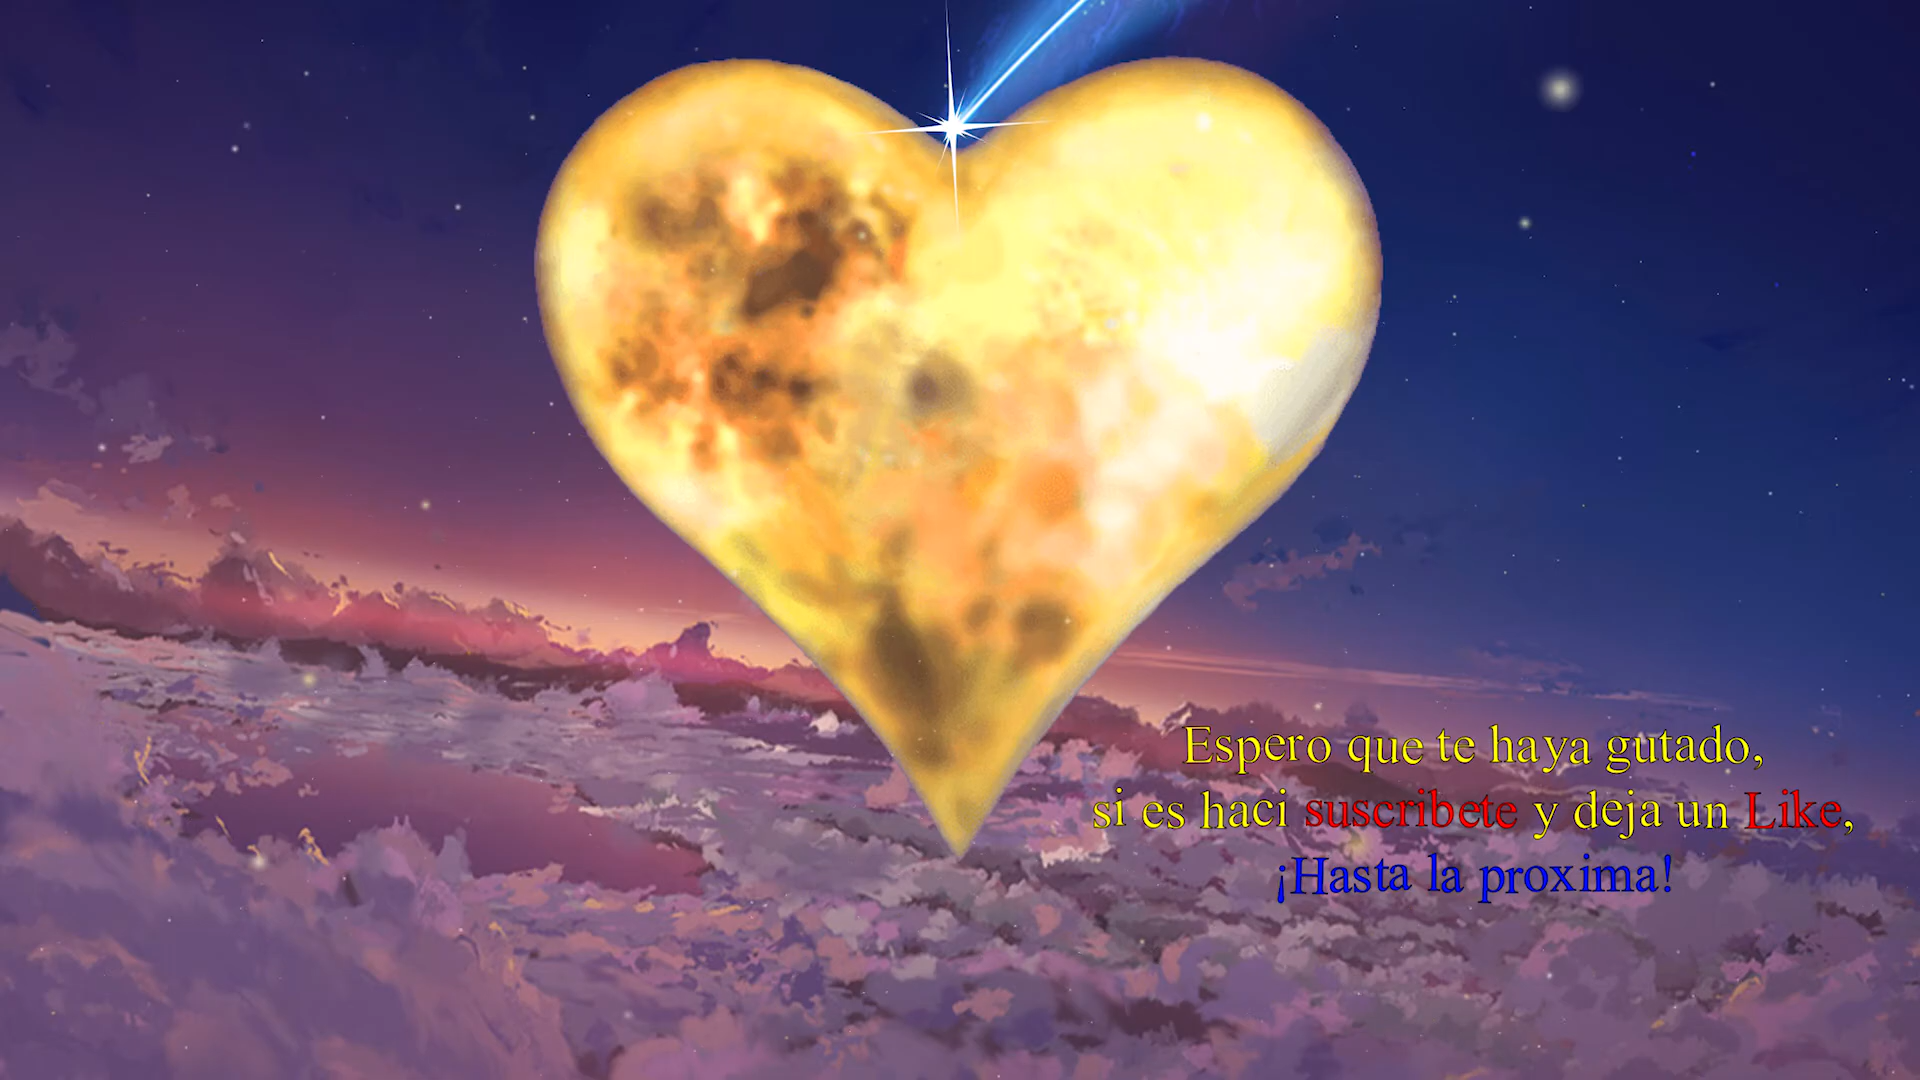 Espero que te haya gutado,
si es haci suscribete y deja un Like,
¡Hasta la proxima!